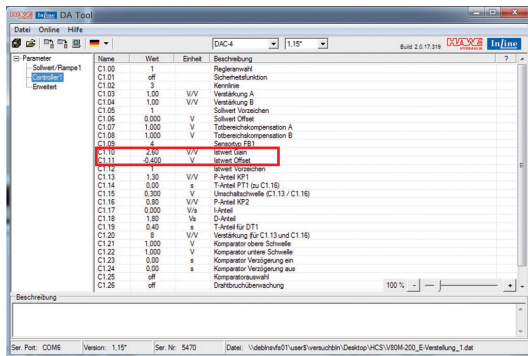 HAWE HYDRAULIK In/line DA Tool
Datei Online Hilfe
DAC-4 1.15* Build 2.0.17.319 HAWE HYDRAULIK In/line
Parameter
Sollwert/Rampe1
Controller1
Erweitert
Name Wert Einheit Beschreibung ?
C1.00 1 Regleranwahl
C1.01 off Sicherheitsfunktion
C1.02 3 Kennlinie
C1.03 1,00 V/V Verstärkung A
C1.04 1,00 V/V Verstärkung B
C1.05 1 Sollwert Vorzeichen
C1.06 0,000 V Sollwert Offset
C1.07 1,000 V Totbereichskompensation A
C1.08 1,000 V Totbereichskompensation B
C1.09 4 Sensortyp FB1
C1.10 2,60 V/V Istwert Gain
C1.11 -0,400 V Istwert Offset
C1.12 1 Istwert Vorzeichen
C1.13 1,30 V/V P-Anteil KP1
C1.14 0,00 s T-Anteil PT1 (zu C1.16)
C1.15 0,300 V Umschaltschwelle (C1.13 / C1.16)
C1.16 0,80 V/V P-Anteil KP2
C1.17 0,000 V/s I-Anteil
C1.18 1,80 Vs D-Anteil
C1.19 0,40 s T-Anteil für DT1
C1.20 8 V/V Verstärkung (für C1.13 und C1.16)
C1.21 1,000 V Komparator obere Schwelle
C1.22 1,000 V Komparator untere Schwelle
C1.23 0,00 s Komparator Verzögerung ein
C1.24 0,00 s Komparator Verzögerung aus
C1.25 off Komparatorauswahl
C1.26 off Drahtbruchüberwachung
100 % - +
Beschreibung
Ser. Port: COM6 Version: 1,15* Ser. Nr: 5470 Datei: \\deblnsvfs01\user$\versuchbln\Desktop\HCS\V80M-200_E-Verstellung_1.dat